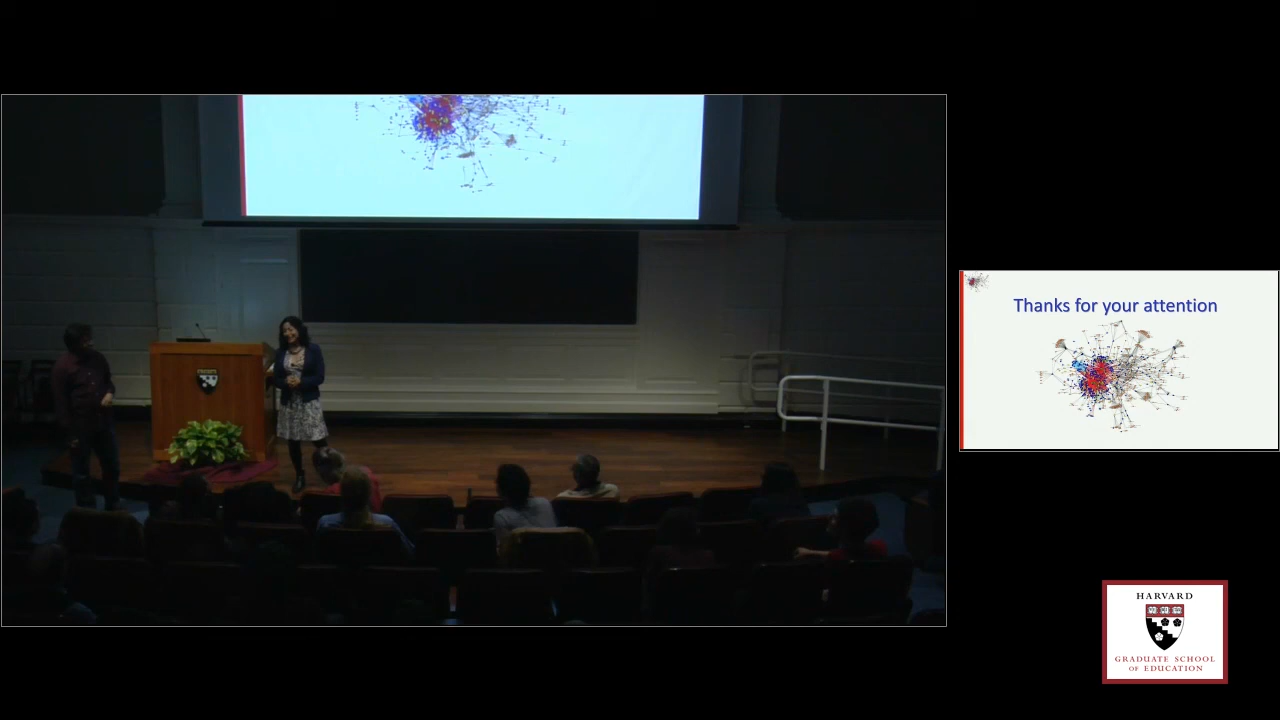 Thanks for your attention
HARVARD
GRADUATE SCHOOL
OF EDUCATION